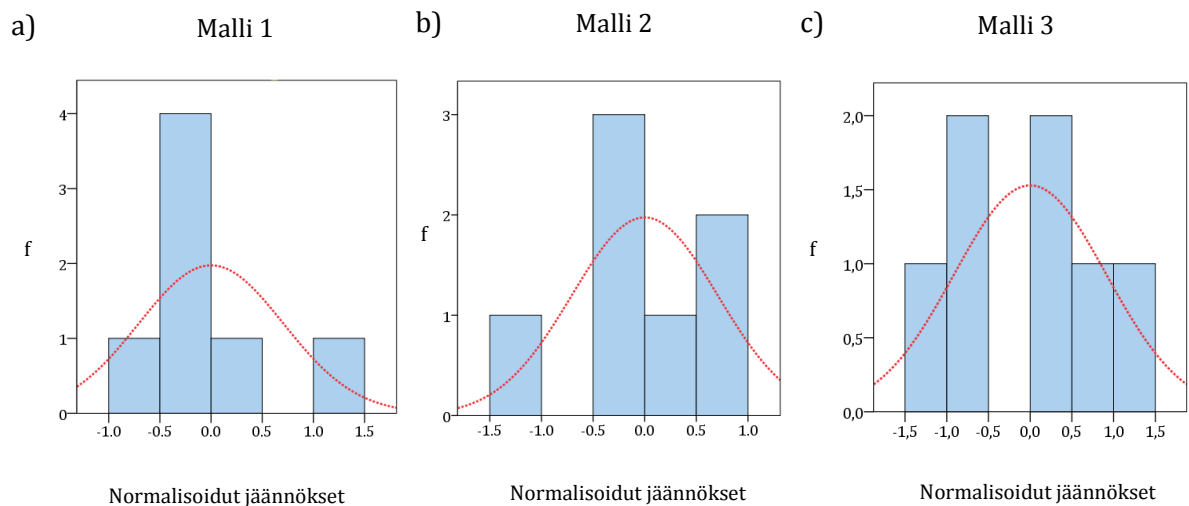 a)
Malli 1
4
3
f
2
1
0
-1.0 -0.5 0.0 0.5 1.0 1.5
Normalisoidut jäännökset
b)
Malli 2
3
2
f
1
0
-1.5 -1.0 -0.5 0.0 0.5 1.0
Normalisoidut jäännökset
c)
Malli 3
2,0
1,5
f
1,0
0,5
0,0
-1,5 -1,0 -0,5 0,0 0,5 1,0 1,5
Normalisoidut jäännökset